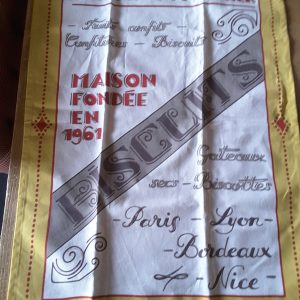 - Fruits confits -
Confitures - Biscuits
MAISON
FONDÉE
EN
1961
BISCUITS
Gateaux
secs - Biscottes
- Paris - Lyon -
- Bordeaux
- Nice -